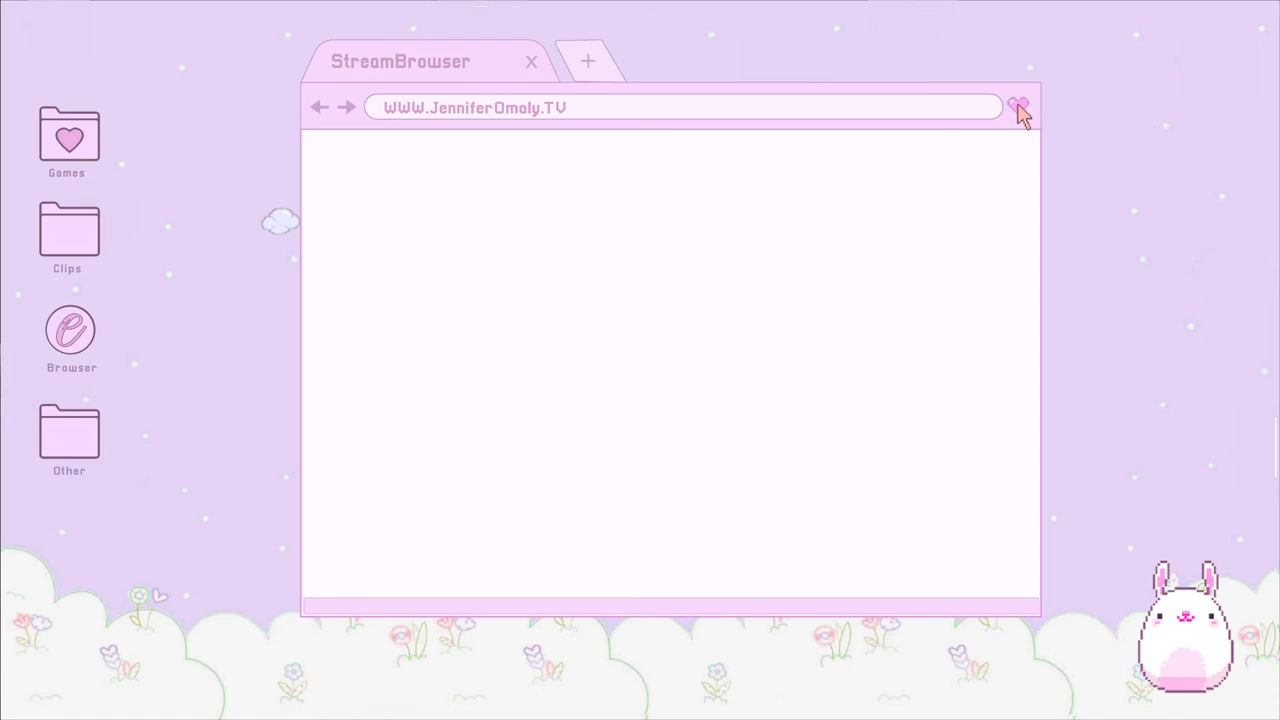 StreamBrowser X +
WWW.JenniferOmaly.TV
Games
Clips
e
Browser
Other